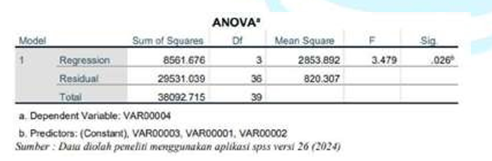 ANOVAᵃ
Model Sum of Squares Df Mean Square F Sig.
1 Regression 8561.676 3 2853.892 3.479 .026ᵇ
Residual 29531.039 36 820.307
Total 38092.715 39
a. Dependent Variable: VAR00004
b. Predictors: (Constant), VAR00003, VAR00001, VAR00002
Sumber : Data diolah peneliti menggunakan aplikasi spss versi 26 (2024)